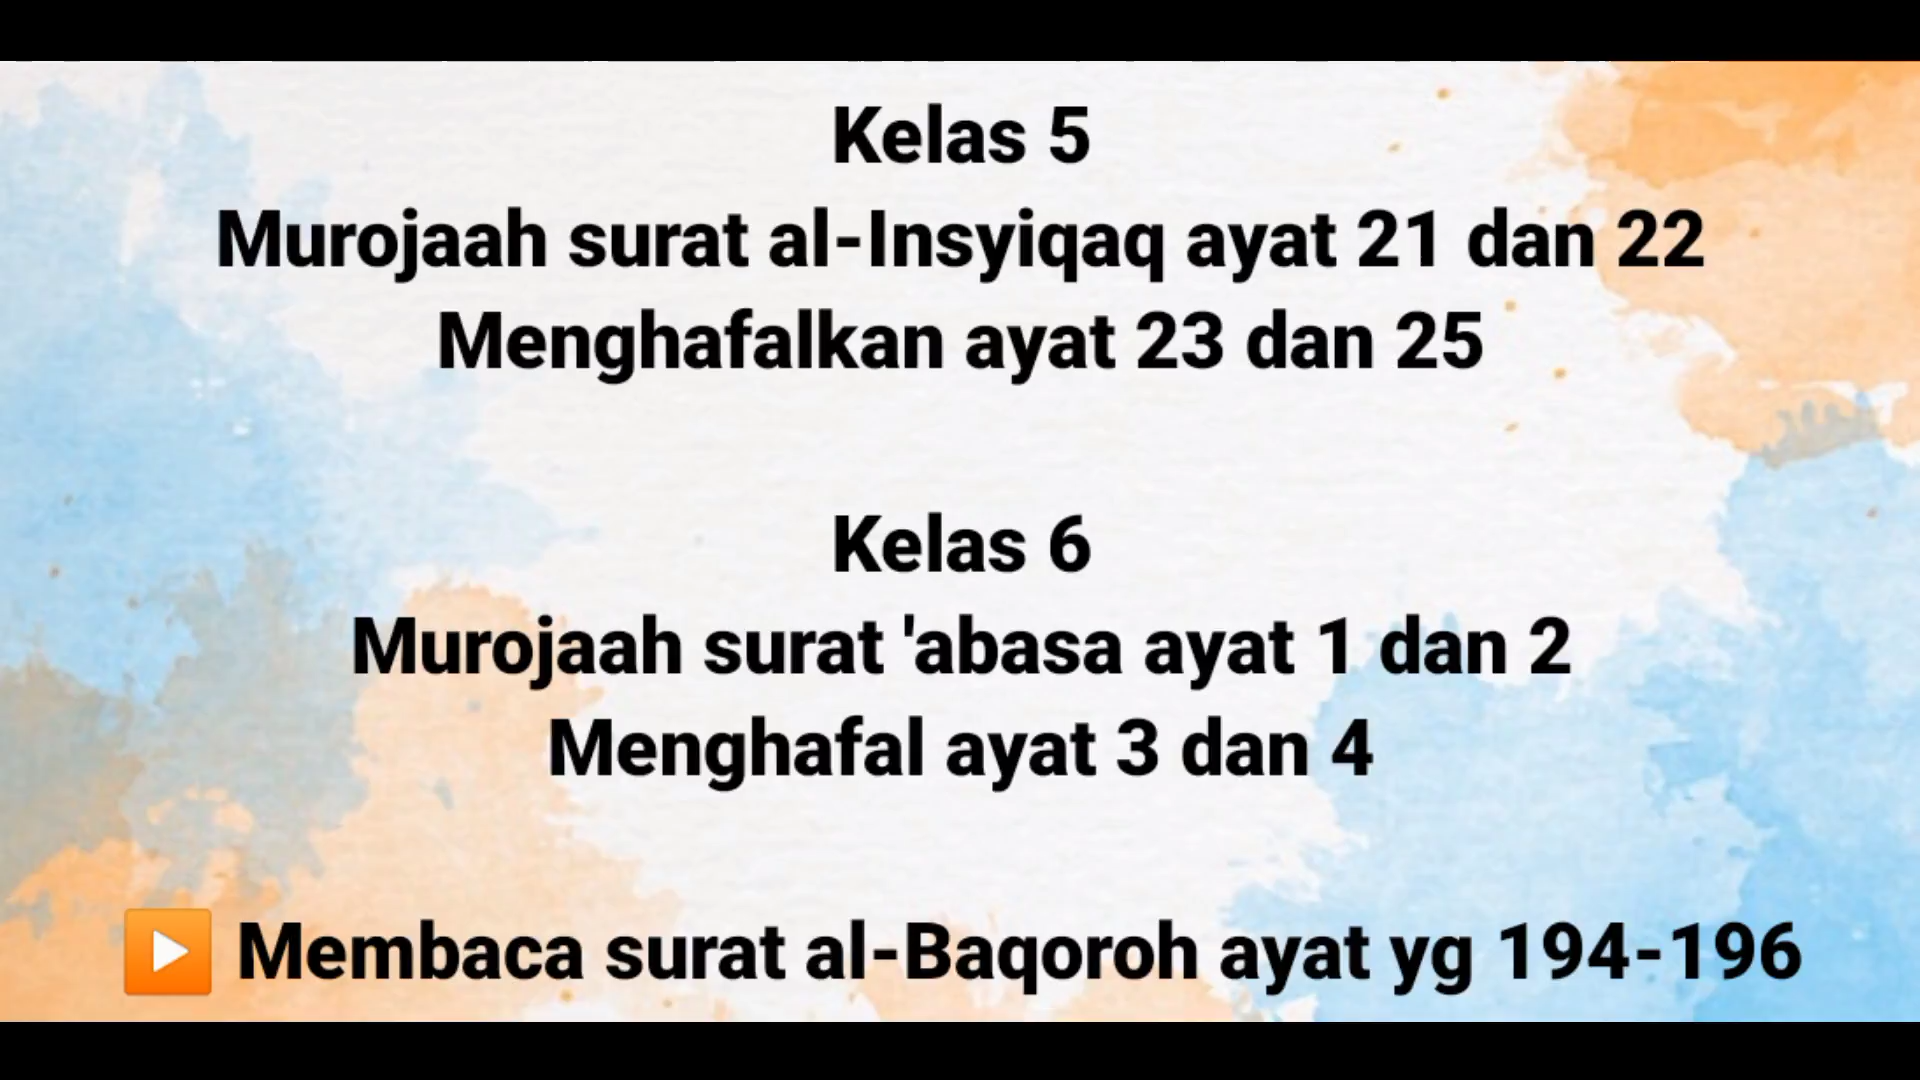 Kelas 5
Murojaah surat al-Insyiqaq ayat 21 dan 22
Menghafalkan ayat 23 dan 25
Kelas 6
Murojaah surat 'abasa ayat 1 dan 2
Menghafal ayat 3 dan 4
▶️ Membaca surat al-Baqoroh ayat yg 194-196